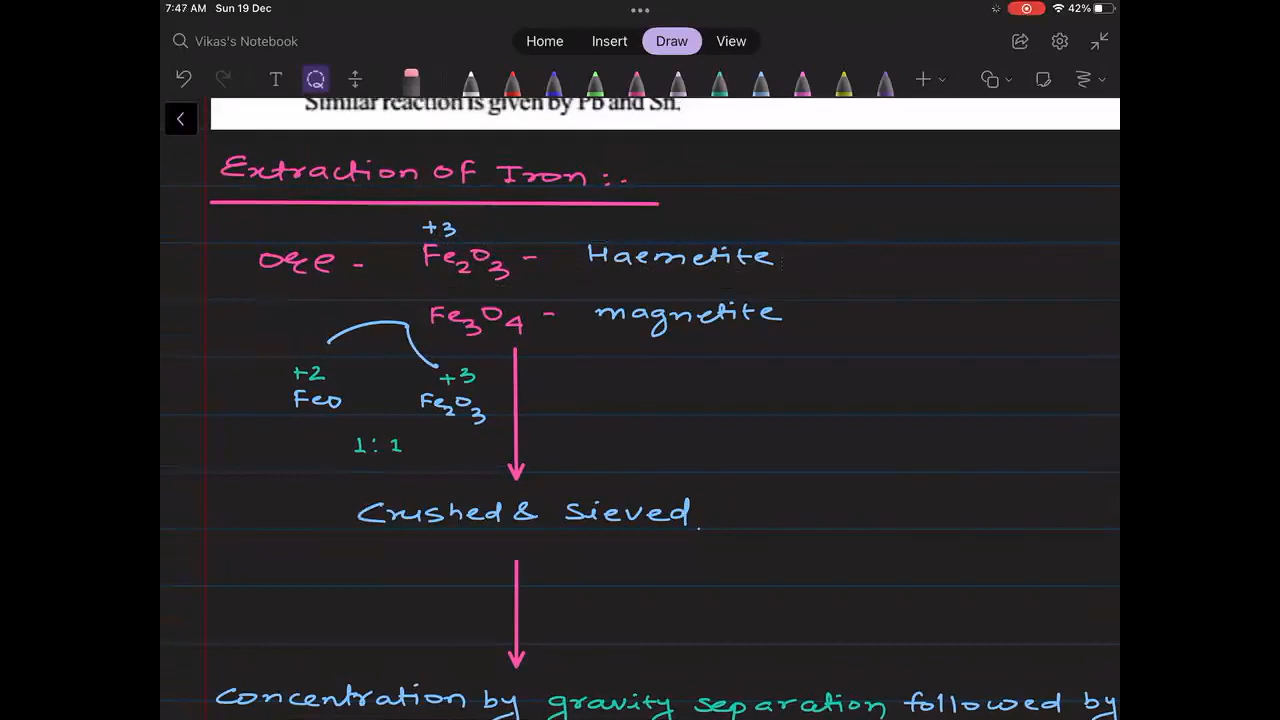 7:47 AM Sun 19 Dec
42%
Vikas's Notebook
Home Insert Draw View
Similar reaction is given by Pb and Sn.
Extraction of Iron :-
+3
Ore - Fe2O3 - Haemetite
Fe3O4 - magnetite
+2 +3
FeO Fe2O3
1:1
Crushed & Sieved.
Concentration by gravity separation followed by